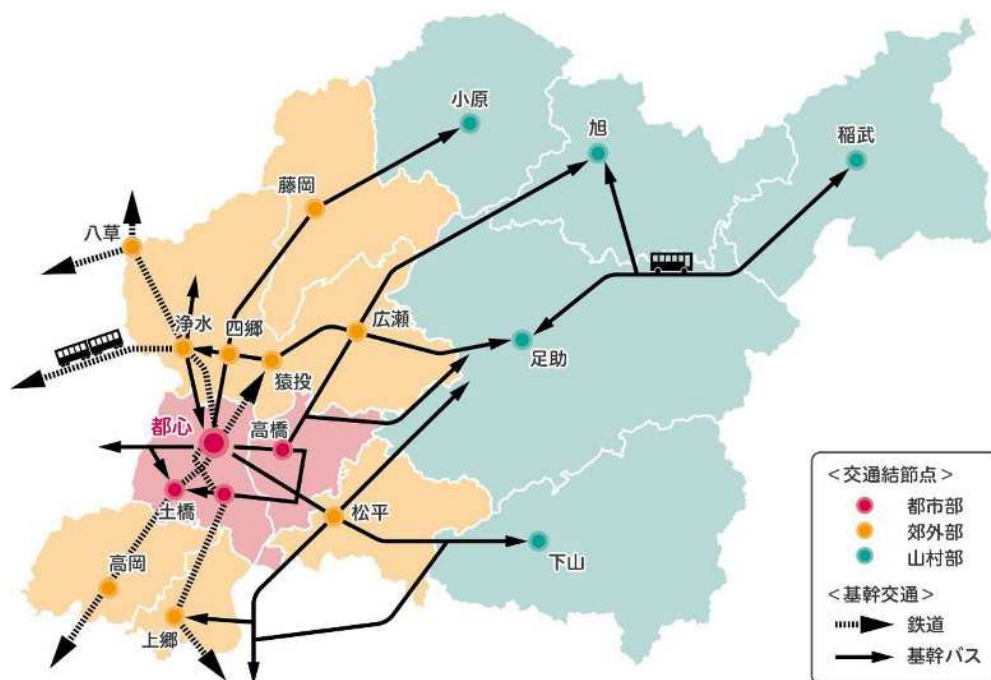 小原
旭
稲武
藤岡
八草
浄水
四郷
広瀬
猿投
足助
都心
高橋
土橋
松平
下山
高岡
上郷
<交通結節点>
都市部
郊外部
山村部
<基幹交通>
鉄道
基幹バス